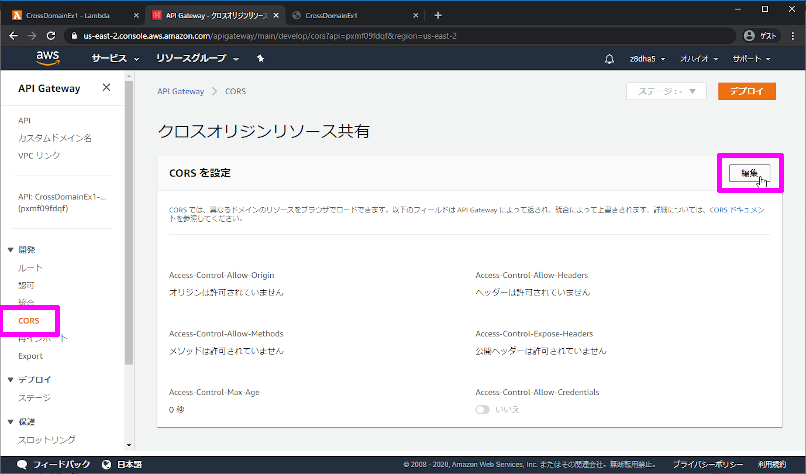 CrossDomainEx1 - Lambda
API Gateway - クロスオリジンリソース
CrossDomainEx1
us-east-2.console.aws.amazon.com/apigateway/main/develop/cors?api=pxmf09fdqf&region=us-east-2
ゲスト
aws
サービス
リソースグループ
z8dha5
オハイオ
サポート
API Gateway
API
カスタムドメイン名
VPC リンク
API: CrossDomainEx1-...
(pxmf09fdqf)
開発
ルート
認可
統合
CORS
再インポート
Export
デプロイ
ステージ
保護
スロットリング
API Gateway
CORS
ステージ : -
デプロイ
クロスオリジンリソース共有
CORS を設定
編集
CORS では、異なるドメインのリソースをブラウザでロードできます。以下のフィールドは API Gateway によって返され、統合によって上書きされます。詳細については、CORS ドキュメン
トを参照してください。
Access-Control-Allow-Origin
オリジンは許可されていません
Access-Control-Allow-Headers
ヘッダーは許可されていません
Access-Control-Allow-Methods
メソッドは許可されていません
Access-Control-Expose-Headers
公開ヘッダーは許可されていません
Access-Control-Max-Age
0 秒
Access-Control-Allow-Credentials
いいえ
フィードバック
日本語
© 2008 - 2020, Amazon Web Services, Inc. またはその関連会社。無断転用禁止。
プライバシーポリシー
利用規約